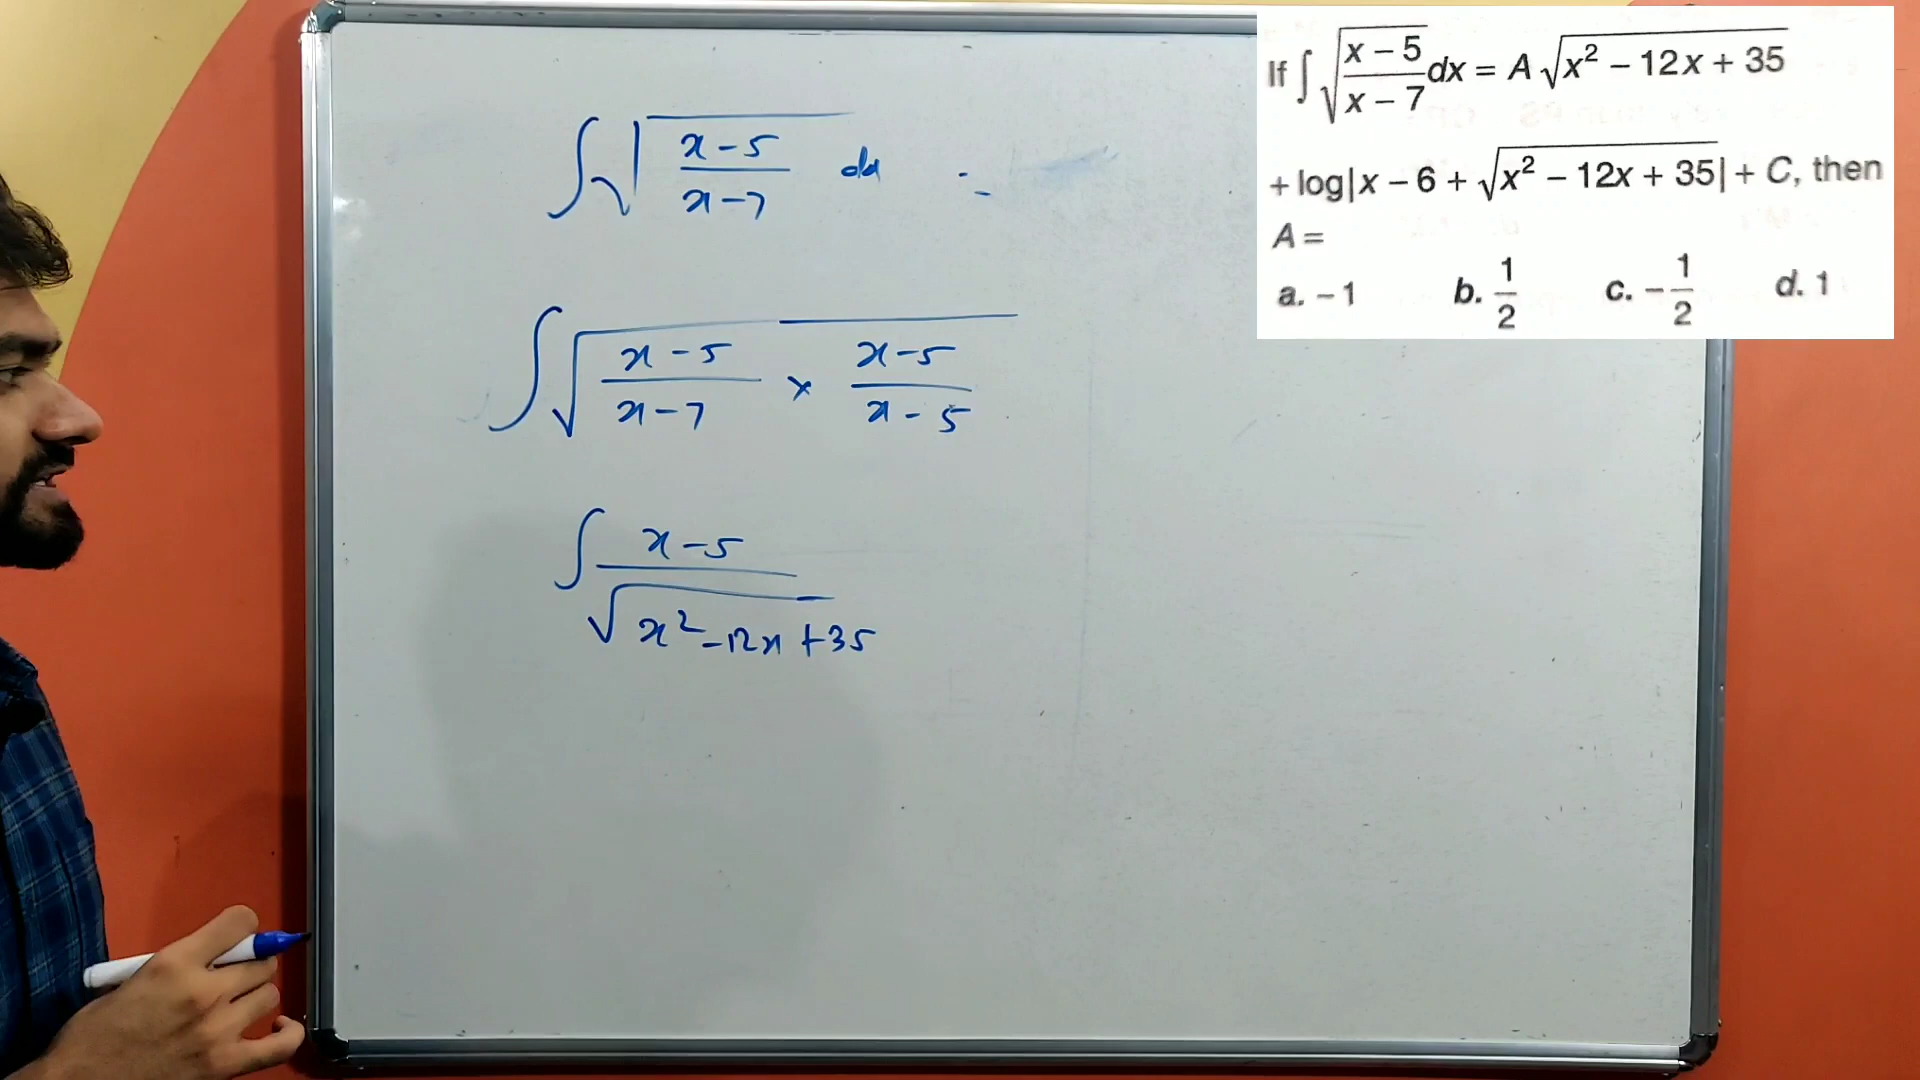 If ∫ √((x – 5)/(x – 7)) dx = A √(x² – 12x + 35)
+ log|x – 6 + √(x² – 12x + 35)| + C, then
A =
a. – 1 b. 1/2 c. – 1/2 d. 1
∫ √((x-5)/(x-7)) dx =
∫ √((x-5)/(x-7) × (x-5)/(x-5))
∫ (x-5)/√(x²-12x+35)